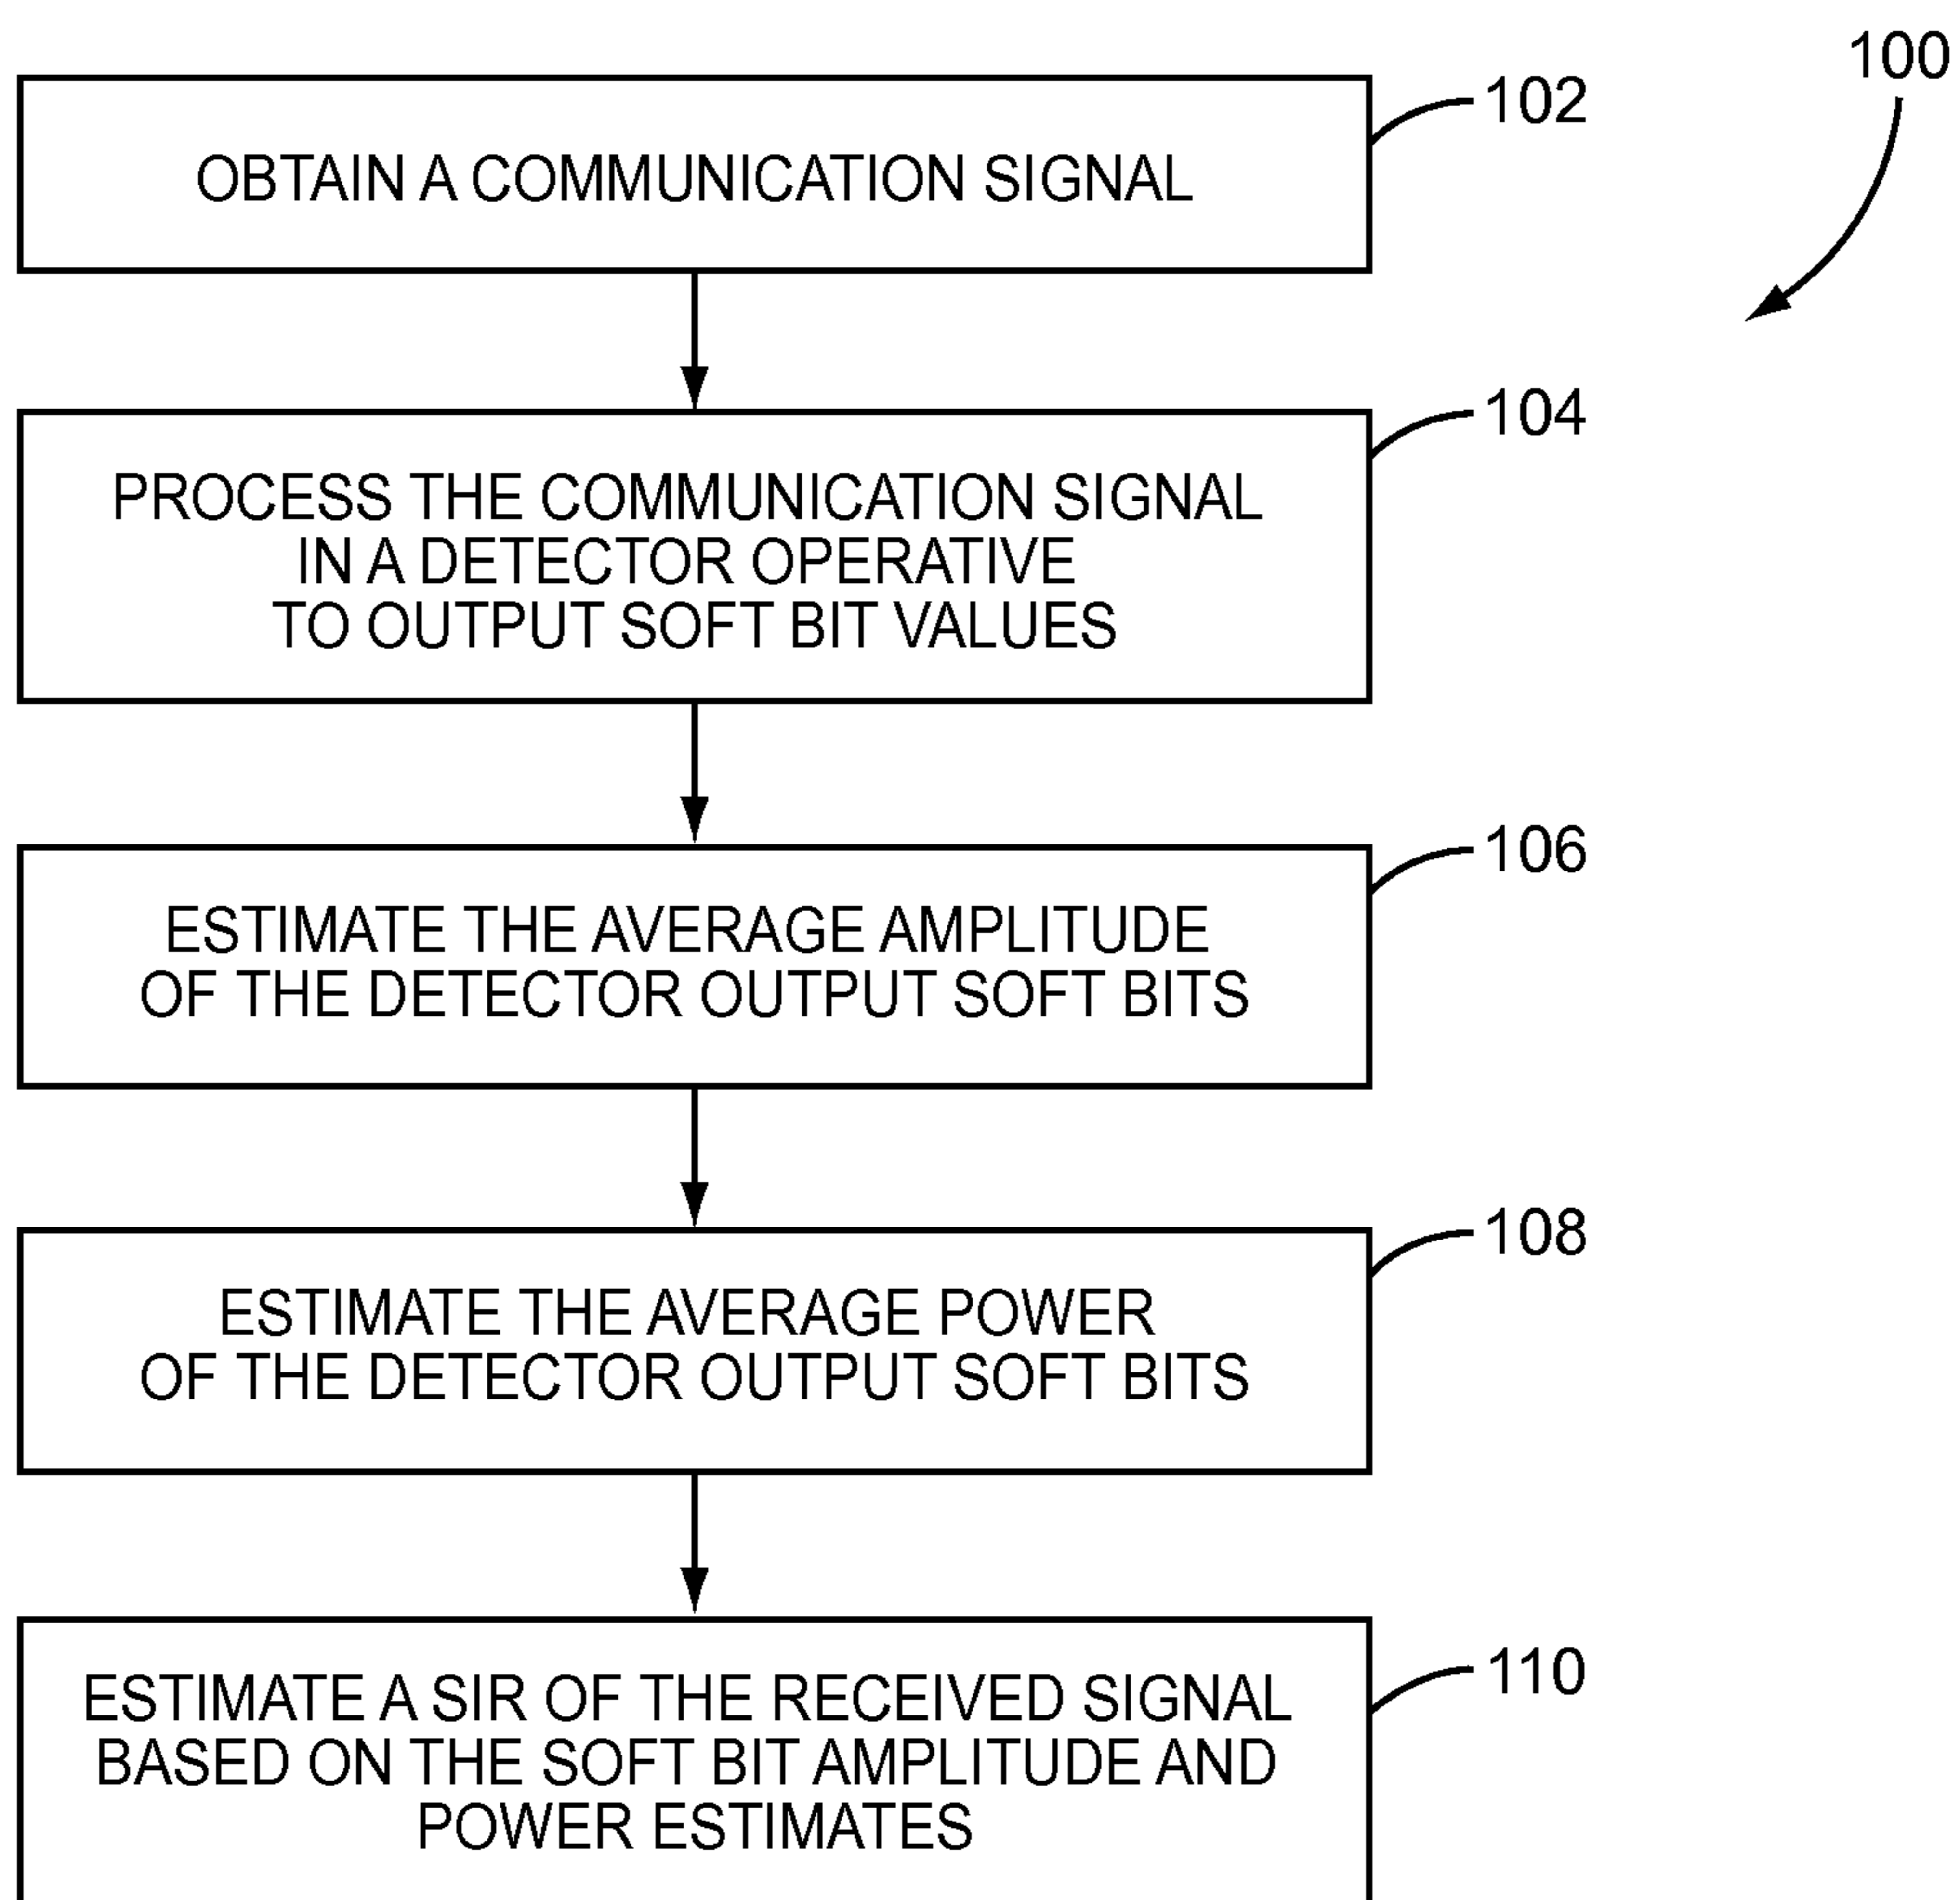 100
102
OBTAIN A COMMUNICATION SIGNAL
104
PROCESS THE COMMUNICATION SIGNAL
IN A DETECTOR OPERATIVE
TO OUTPUT SOFT BIT VALUES
106
ESTIMATE THE AVERAGE AMPLITUDE
OF THE DETECTOR OUTPUT SOFT BITS
108
ESTIMATE THE AVERAGE POWER
OF THE DETECTOR OUTPUT SOFT BITS
110
ESTIMATE A SIR OF THE RECEIVED SIGNAL
BASED ON THE SOFT BIT AMPLITUDE AND
POWER ESTIMATES